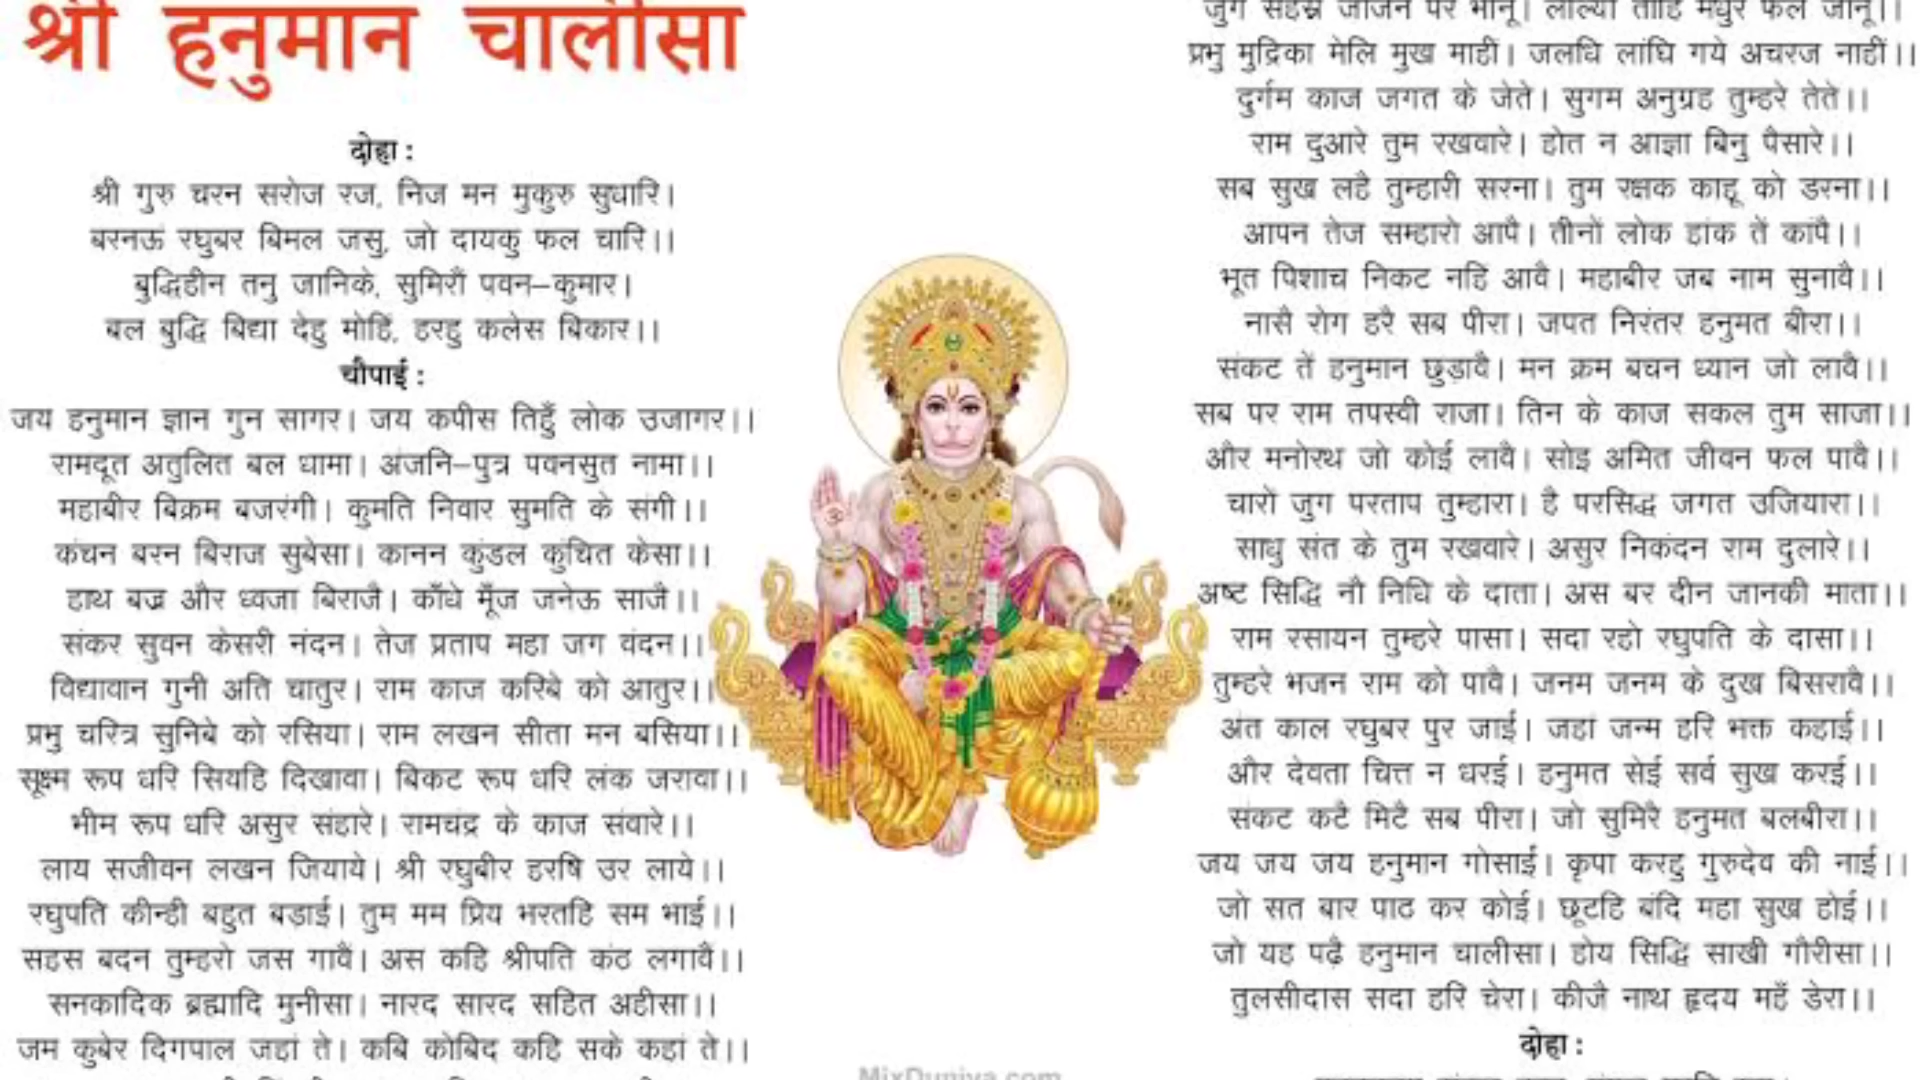 श्री हनुमान चालीसा
दोहा :
श्री गुरु चरन सरोज रज, निज मन मुकुरु सुधारि।
बरनऊ रघुबर बिमल जसु, जो दायकु फल चारि।।
बुद्धिहीन तनु जानिके, सुमिरौं पवन–कुमार।
बल बुद्धि बिद्या देहु मोहिं, हरहु कलेस बिकार।।
चौपाई :
जय हनुमान ज्ञान गुन सागर। जय कपीस तिहुँ लोक उजागर।।
रामदूत अतुलित बल धामा। अंजनि–पुत्र पवनसुत नामा।।
महाबीर बिक्रम बजरंगी। कुमति निवार सुमति के संगी।।
कंचन बरन बिराज सुबेसा। कानन कुंडल कुंचित केसा।।
हाथ बज्र और ध्वजा बिराजै। काँधे मूँज जनेऊ साजै।।
संकर सुवन केसरी नंदन। तेज प्रताप महा जग वंदन।।
विद्यावान गुनी अति चातुर। राम काज करिबे को आतुर।।
प्रभु चरित्र सुनिबे को रसिया। राम लखन सीता मन बसिया।।
सूक्ष्म रूप धरि सियहि दिखावा। बिकट रूप धरि लंक जरावा।।
भीम रूप धरि असुर संहारे। रामचंद्र के काज संवारे।।
लाय सजीवन लखन जियाये। श्री रघुबीर हरषि उर लाये।।
रघुपति कीन्ही बहुत बड़ाई। तुम मम प्रिय भरतहि सम भाई।।
सहस बदन तुम्हरो जस गावैं। अस कहि श्रीपति कंठ लगावै।।
सनकादिक ब्रह्मादि मुनीसा। नारद सारद सहित अहीसा।।
जम कुबेर दिगपाल जहां ते। कबि कोबिद कहि सके कहां ते।।
जुग सहस्र जोजन पर भानू। लील्यो ताहि मधुर फल जानू।।
प्रभु मुद्रिका मेलि मुख माहीं। जलधि लांघि गये अचरज नाहीं।।
दुर्गम काज जगत के जेते। सुगम अनुग्रह तुम्हरे तेते।।
राम दुआरे तुम रखवारे। होत न आज्ञा बिनु पैसारे।।
सब सुख लहै तुम्हारी सरना। तुम रक्षक काहू को डरना।।
आपन तेज सम्हारो आपै। तीनों लोक हांक तें कांपै।।
भूत पिशाच निकट नहिं आवै। महाबीर जब नाम सुनावै।।
नासै रोग हरै सब पीरा। जपत निरंतर हनुमत बीरा।।
संकट तें हनुमान छुड़ावै। मन क्रम बचन ध्यान जो लावै।।
सब पर राम तपस्वी राजा। तिन के काज सकल तुम साजा।।
और मनोरथ जो कोई लावै। सोइ अमित जीवन फल पावै।।
चारों जुग परताप तुम्हारा। है परसिद्ध जगत उजियारा।।
साधु संत के तुम रखवारे। असुर निकंदन राम दुलारे।।
अष्ट सिद्धि नौ निधि के दाता। अस बर दीन जानकी माता।।
राम रसायन तुम्हरे पासा। सदा रहो रघुपति के दासा।।
तुम्हरे भजन राम को पावै। जनम जनम के दुख बिसरावै।।
अंत काल रघुबर पुर जाई। जहां जन्म हरि भक्त कहाई।।
और देवता चित्त न धरई। हनुमत सेई सर्व सुख करई।।
संकट कटै मिटै सब पीरा। जो सुमिरै हनुमत बलबीरा।।
जय जय जय हनुमान गोसाईं। कृपा करहु गुरुदेव की नाई।।
जो सत बार पाठ कर कोई। छूटहि बंदि महा सुख होई।।
जो यह पढ़ै हनुमान चालीसा। होय सिद्धि साखी गौरीसा।।
तुलसीदास सदा हरि चेरा। कीजै नाथ हृदय महँ डेरा।।
दोहा :
MixDuniya.com